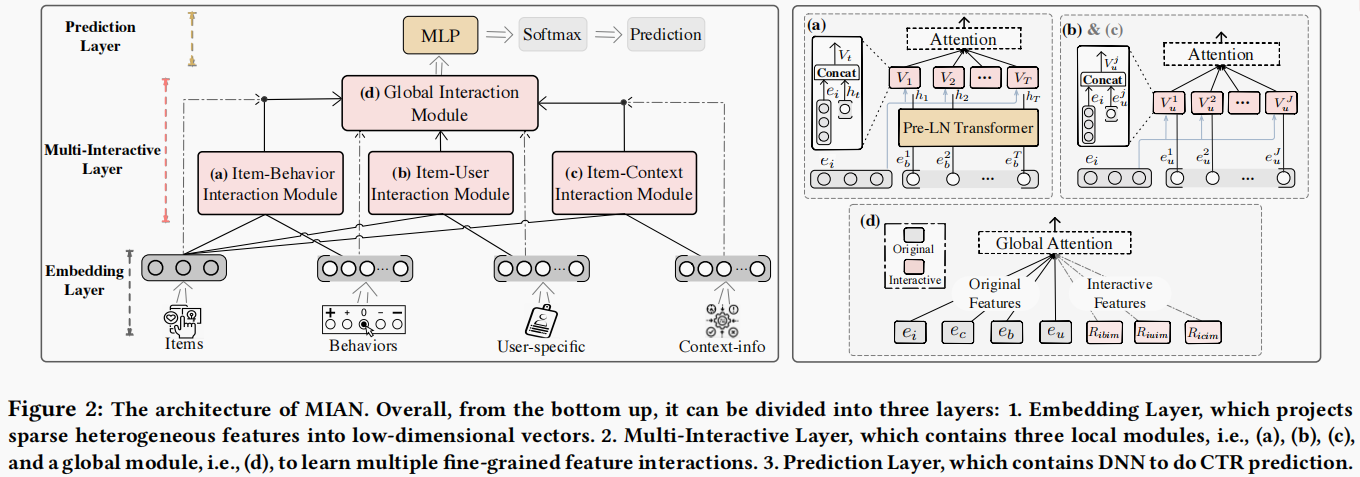 Prediction
Layer
MLP
Softmax
Prediction
Multi-Interactive
Layer
(d) Global Interaction
Module
(a) Item-Behavior
Interaction Module
(b) Item-User
Interaction Module
(c) Item-Context
Interaction Module
Embedding
Layer
+ + 0 − −
Items
Behaviors
User-specific
Context-info
(a)
Attention
V_t
Concat
e_i h_t
V_1 V_2 ... V_T
h_1 h_2 h_T
Pre-LN Transformer
e_i e_b^1 e_b^2 ... e_b^T
(b) & (c)
Attention
V_u^j
Concat
e_i e_u^j
V_u^1 V_u^2 ... V_u^J
e_i e_u^1 e_u^2 ... e_u^J
(d)
Original
Interactive
Global Attention
Original
Features
Interactive
Features
e_i e_c e_b e_u R_ibim R_iuim R_icim
Figure 2: The architecture of MIAN. Overall, from the bottom up, it can be divided into three layers: 1. Embedding Layer, which projects
sparse heterogeneous features into low-dimensional vectors. 2. Multi-Interactive Layer, which contains three local modules, i.e., (a), (b), (c),
and a global module, i.e., (d), to learn multiple fine-grained feature interactions. 3. Prediction Layer, which contains DNN to do CTR prediction.